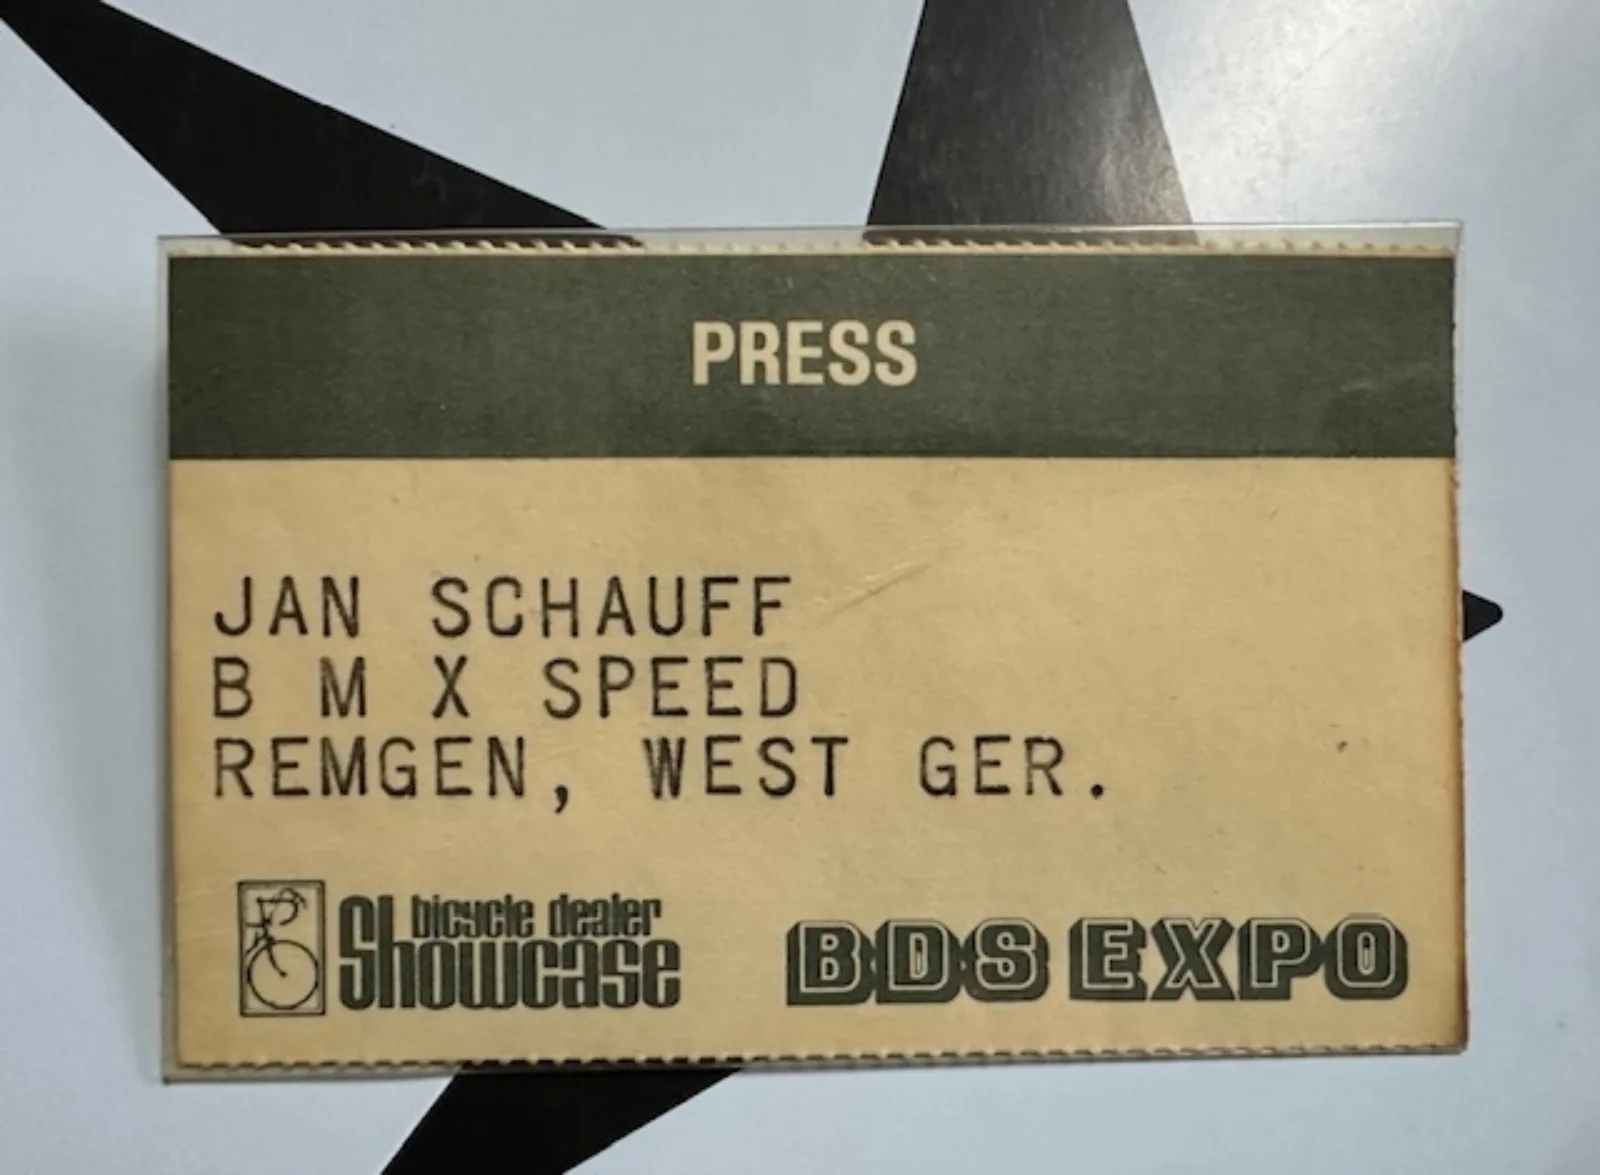 PRESS
JAN SCHAUFF
B M X SPEED
REMGEN, WEST GER.
bicycle dealer
Showcase
BDS EXPO